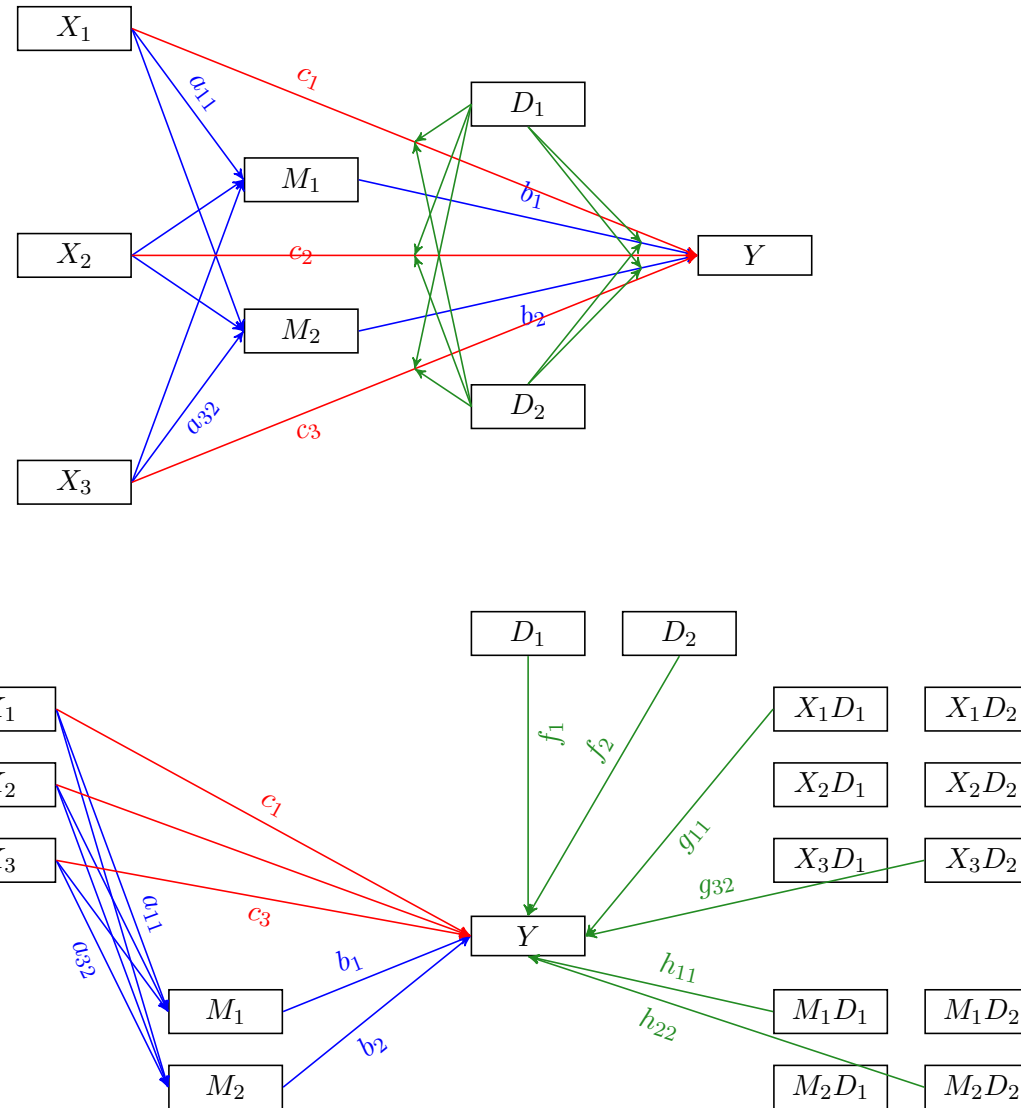 X₁
c₁
a₁₁
D₁
M₁
b₁
X₂
c₂
Y
M₂
b₂
a₃₂
D₂
c₃
X₃
D₁ D₂
X₁D₁ X₁D₂
f₁ f₂
X₂D₁ X₂D₂
c₁
g₁₁
X₃D₁ X₃D₂
g₃₂
a₁₁
c₃
Y
a₃₂
b₁
h₁₁
M₁
h₂₂
M₁D₁ M₁D₂
b₂
M₂
M₂D₁ M₂D₂